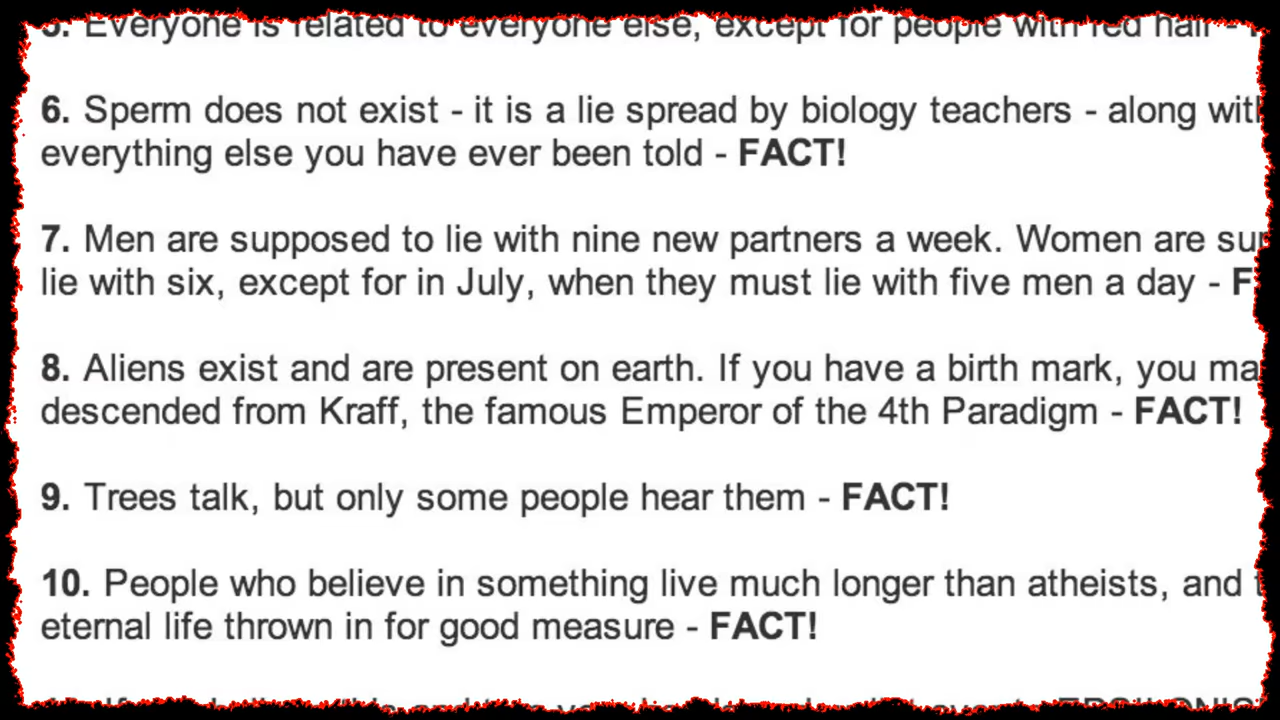 5. Everyone is related to everyone else, except for people with red hair -
6. Sperm does not exist - it is a lie spread by biology teachers - along with
everything else you have ever been told - FACT!
7. Men are supposed to lie with nine new partners a week. Women are
lie with six, except for in July, when they must lie with five men a day -
8. Aliens exist and are present on earth. If you have a birth mark, you
descended from Kraff, the famous Emperor of the 4th Paradigm - FACT!
9. Trees talk, but only some people hear them - FACT!
10. People who believe in something live much longer than atheists, and
eternal life thrown in for good measure - FACT!